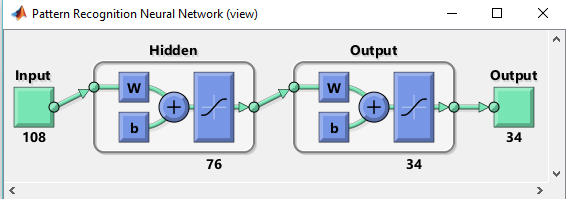 Pattern Recognition Neural Network (view)
Hidden
Output
Input
Output
W
W
+
+
b
b
108
34
76
34